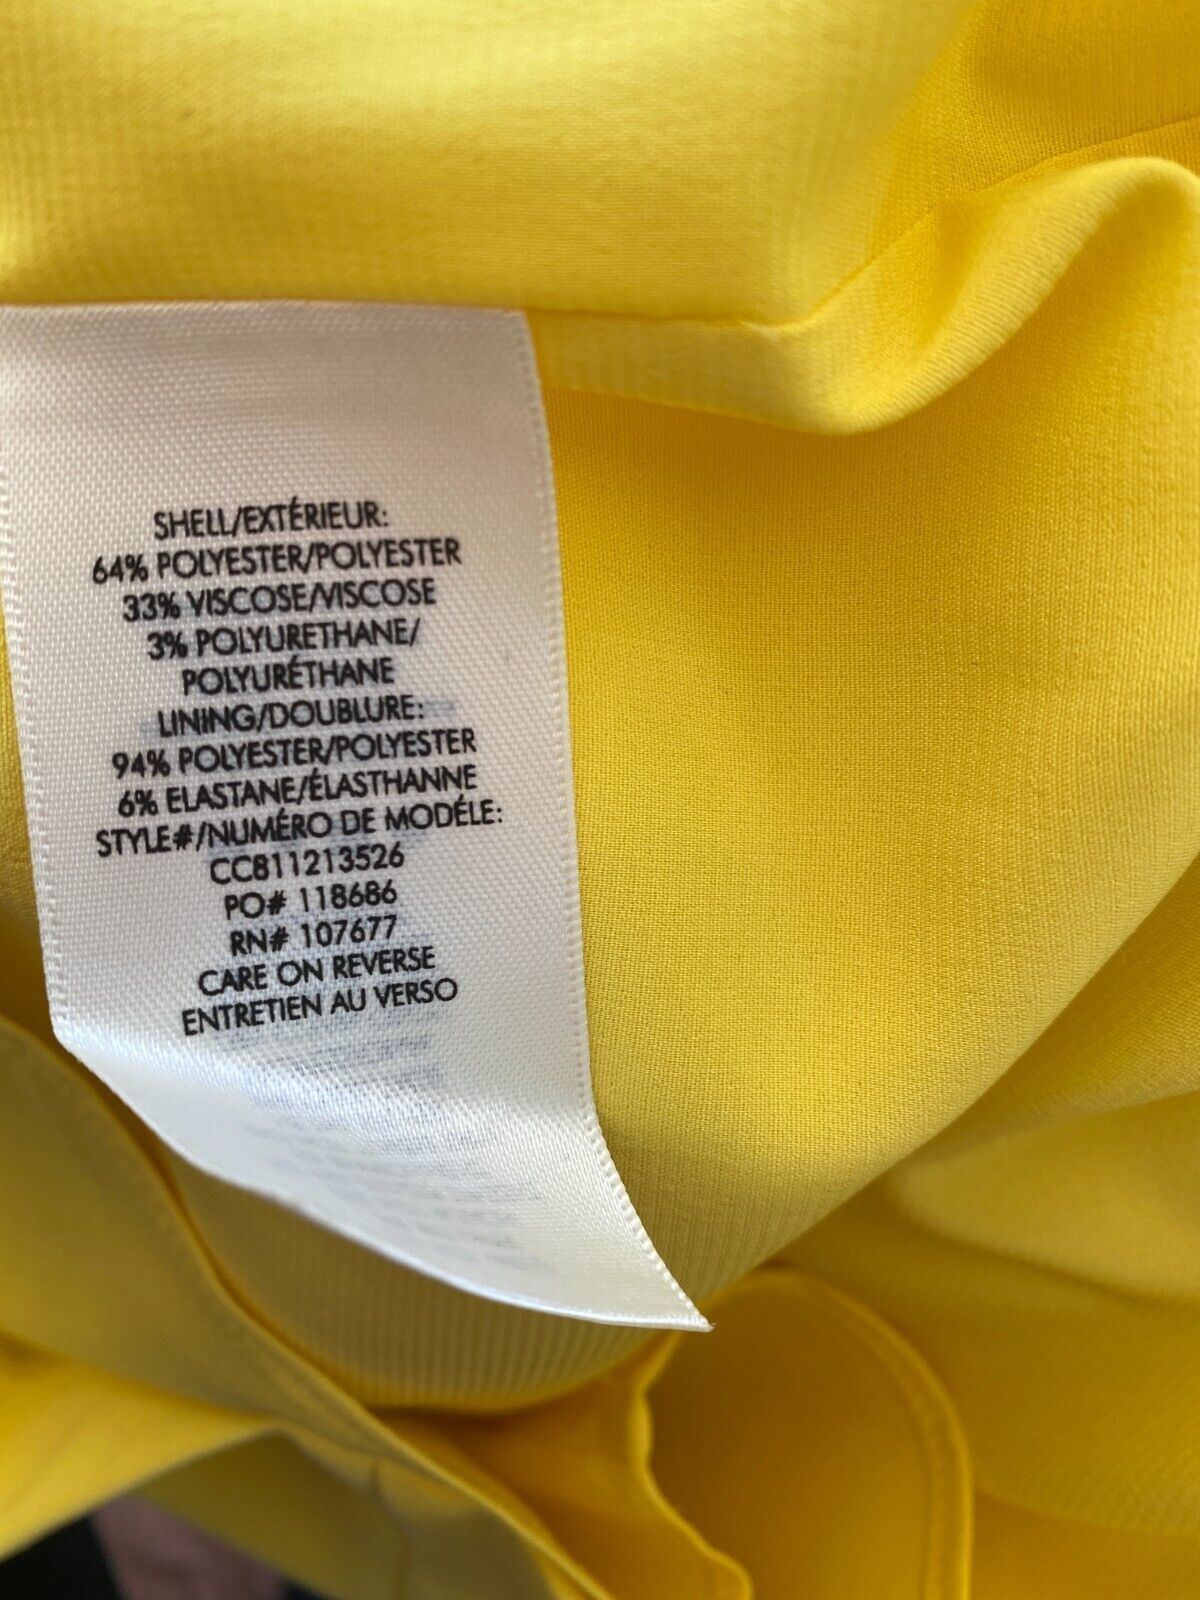 SHELL/EXTÉRIEUR:
64% POLYESTER/POLYESTER
33% VISCOSE/VISCOSE
3% POLYURETHANE/
POLYURÉTHANE
LINING/DOUBLURE:
94% POLYESTER/POLYESTER
6% ELASTANE/ÉLASTHANNE
STYLE#/NUMÉRO DE MODÉLE:
CC811213526
PO# 118686
RN# 107677
CARE ON REVERSE
ENTRETIEN AU VERSO